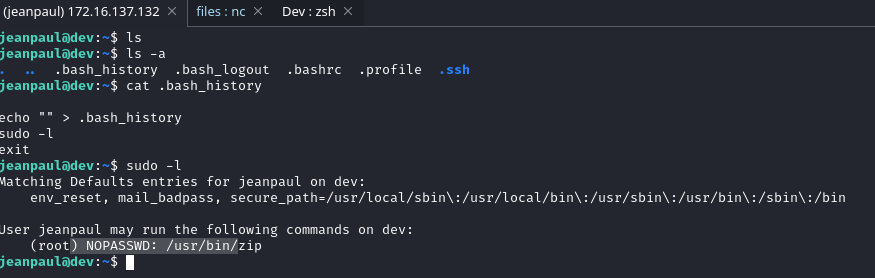 (jeanpaul) 172.16.137.132 × files : nc × Dev : zsh ×
jeanpaul@dev:~$ ls
jeanpaul@dev:~$ ls -a
. .. .bash_history .bash_logout .bashrc .profile .ssh
jeanpaul@dev:~$ cat .bash_history
echo "" > .bash_history
sudo -l
exit
jeanpaul@dev:~$ sudo -l
Matching Defaults entries for jeanpaul on dev:
env_reset, mail_badpass, secure_path=/usr/local/sbin\:/usr/local/bin\:/usr/sbin\:/usr/bin\:/sbin\:/bin
User jeanpaul may run the following commands on dev:
(root) NOPASSWD: /usr/bin/zip
jeanpaul@dev:~$